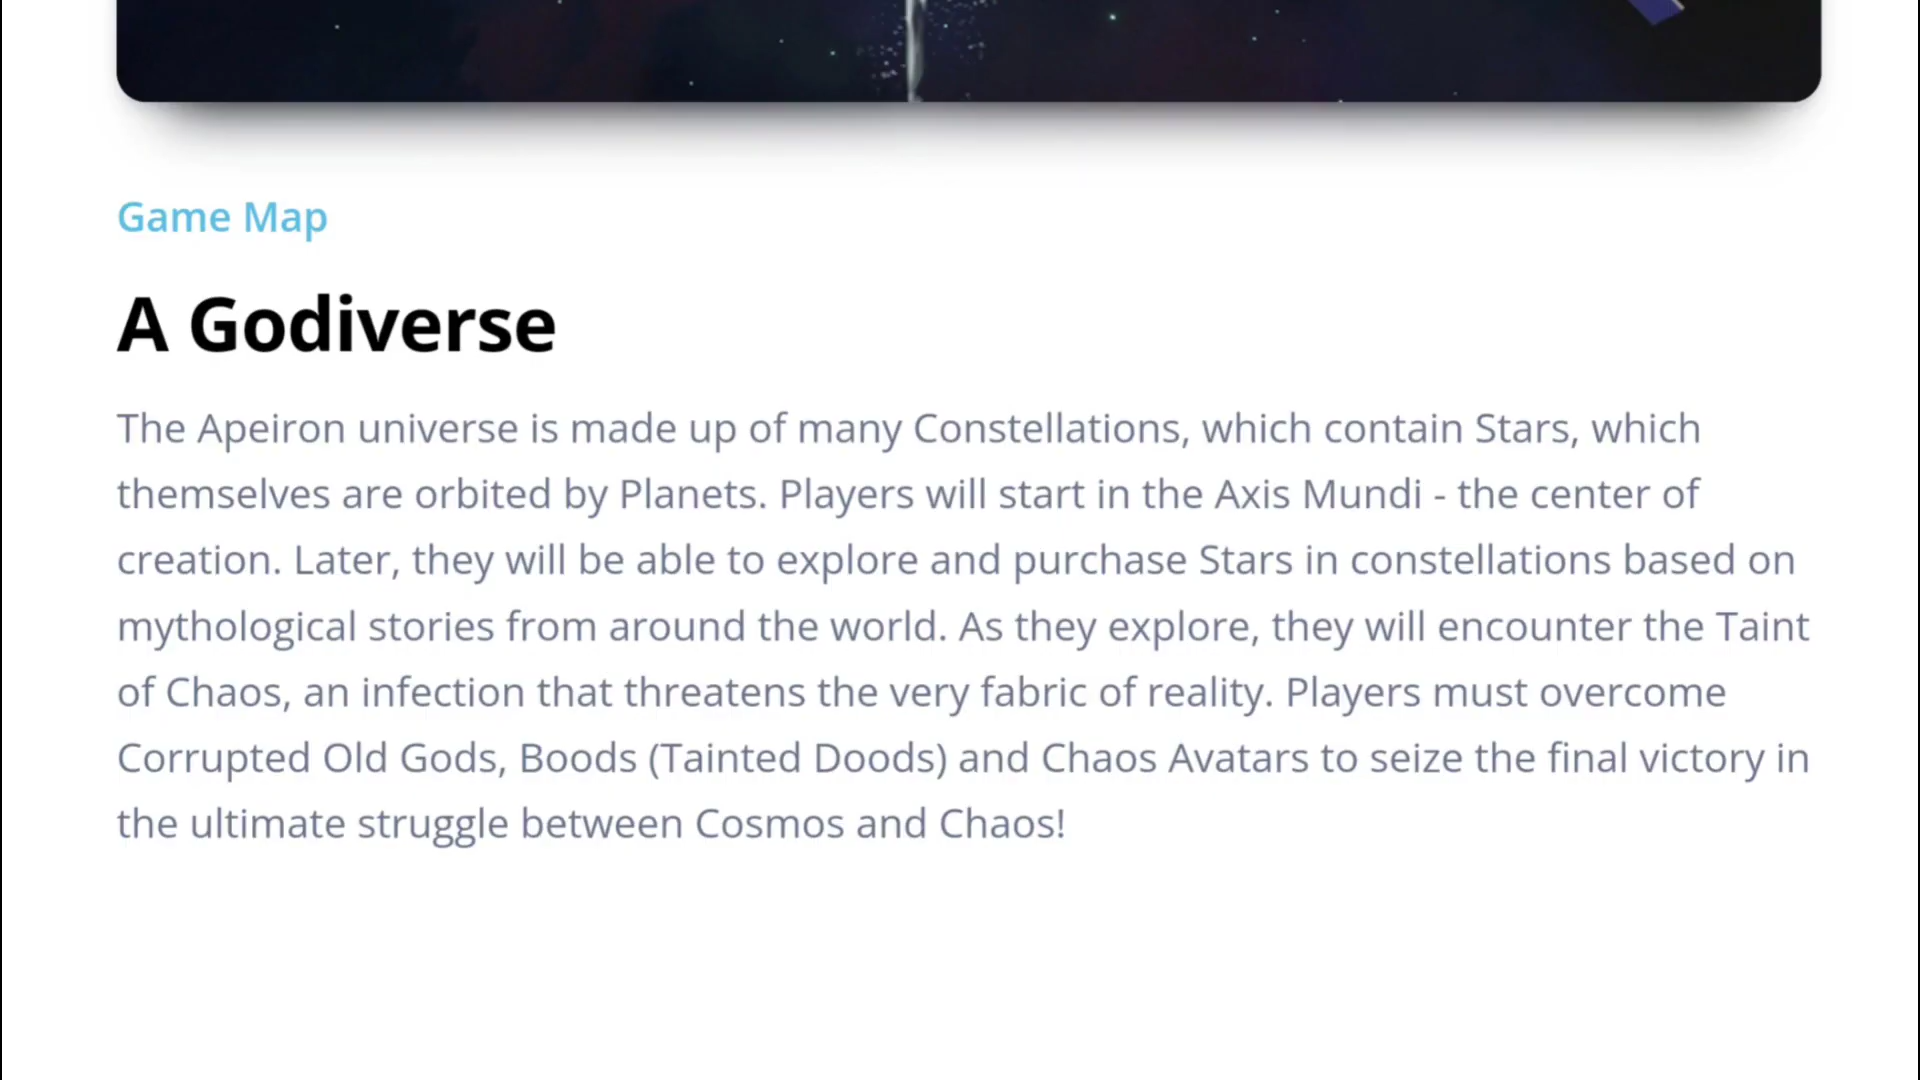 Game Map
A Godiverse
The Apeiron universe is made up of many Constellations, which contain Stars, which
themselves are orbited by Planets. Players will start in the Axis Mundi - the center of
creation. Later, they will be able to explore and purchase Stars in constellations based on
mythological stories from around the world. As they explore, they will encounter the Taint
of Chaos, an infection that threatens the very fabric of reality. Players must overcome
Corrupted Old Gods, Boods (Tainted Doods) and Chaos Avatars to seize the final victory in
the ultimate struggle between Cosmos and Chaos!